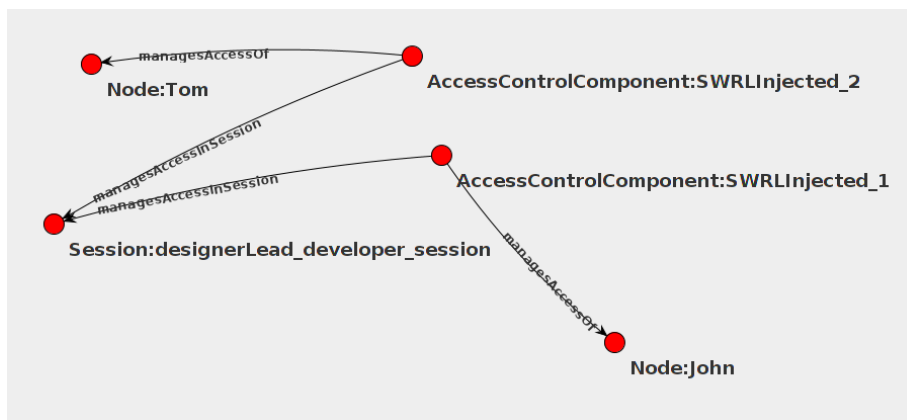 managesAccessOf
Node:Tom
AccessControlComponent:SWRLInjected_2
managesAccessInSession
managesAccessInSession
AccessControlComponent:SWRLInjected_1
Session:designerLead_developer_session
managesAccessOf
Node:John